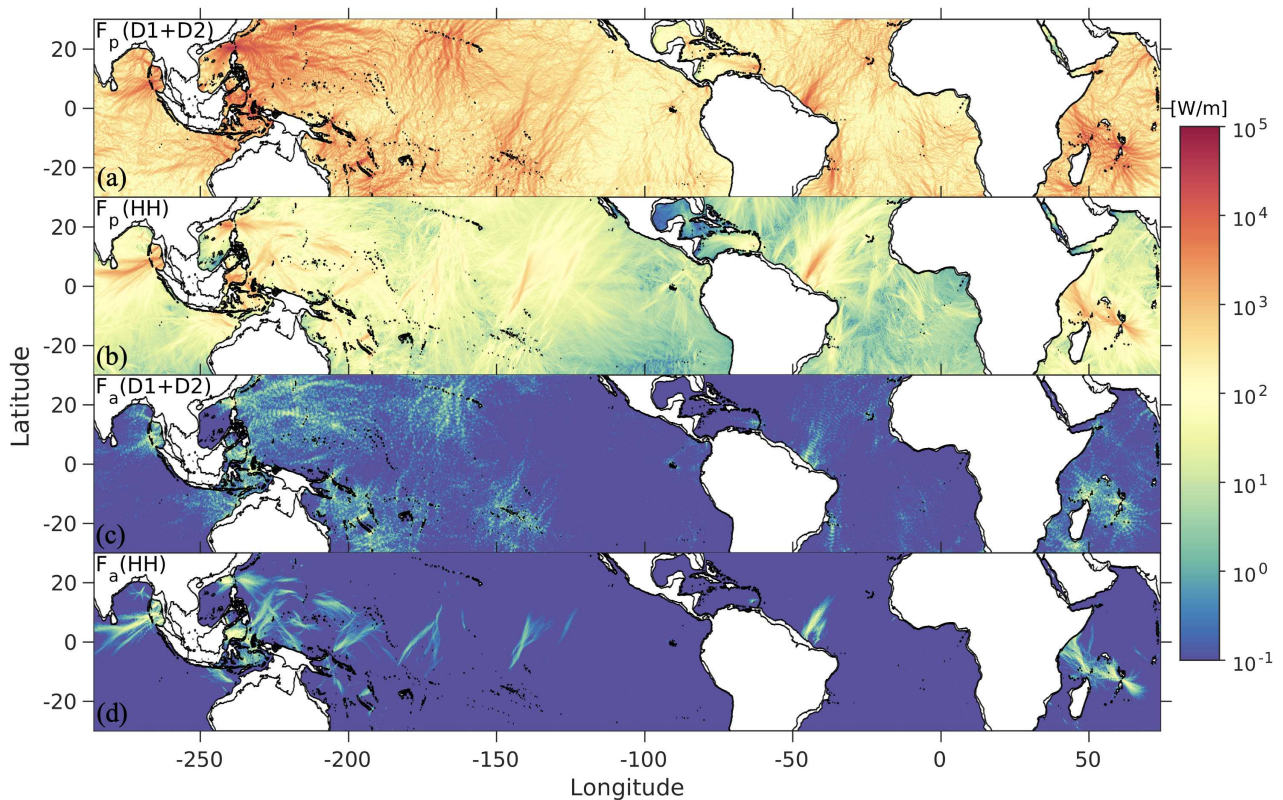 F_p(D1+D2)
20
0
-20
(a)
F_p(HH)
20
0
-20
(b)
F_a(D1+D2)
20
0
-20
(c)
F_a(HH)
20
0
-20
(d)
Latitude
-250 -200 -150 -100 -50 0 50
Longitude
[W/m]
10^5
10^4
10^3
10^2
10^1
10^0
10^-1